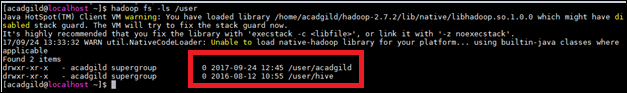 [acadgild@localhost ~]$ hadoop fs -ls /user
Java HotSpot(TM) Client VM warning: You have loaded library /home/acadgild/hadoop-2.7.2/lib/native/libhadoop.so.1.0.0 which might have di
sabled stack guard. The VM will try to fix the stack guard now.
It's highly recommended that you fix the library with 'execstack -c <libfile>', or link it with '-z noexecstack'.
17/09/24 13:33:32 WARN util.NativeCodeLoader: Unable to load native-hadoop library for your platform... using builtin-java classes where
applicable
Found 2 items
drwxr-xr-x - acadgild supergroup 0 2017-09-24 12:45 /user/acadgild
drwxr-xr-x - acadgild supergroup 0 2016-08-12 10:55 /user/hive
[acadgild@localhost ~]$